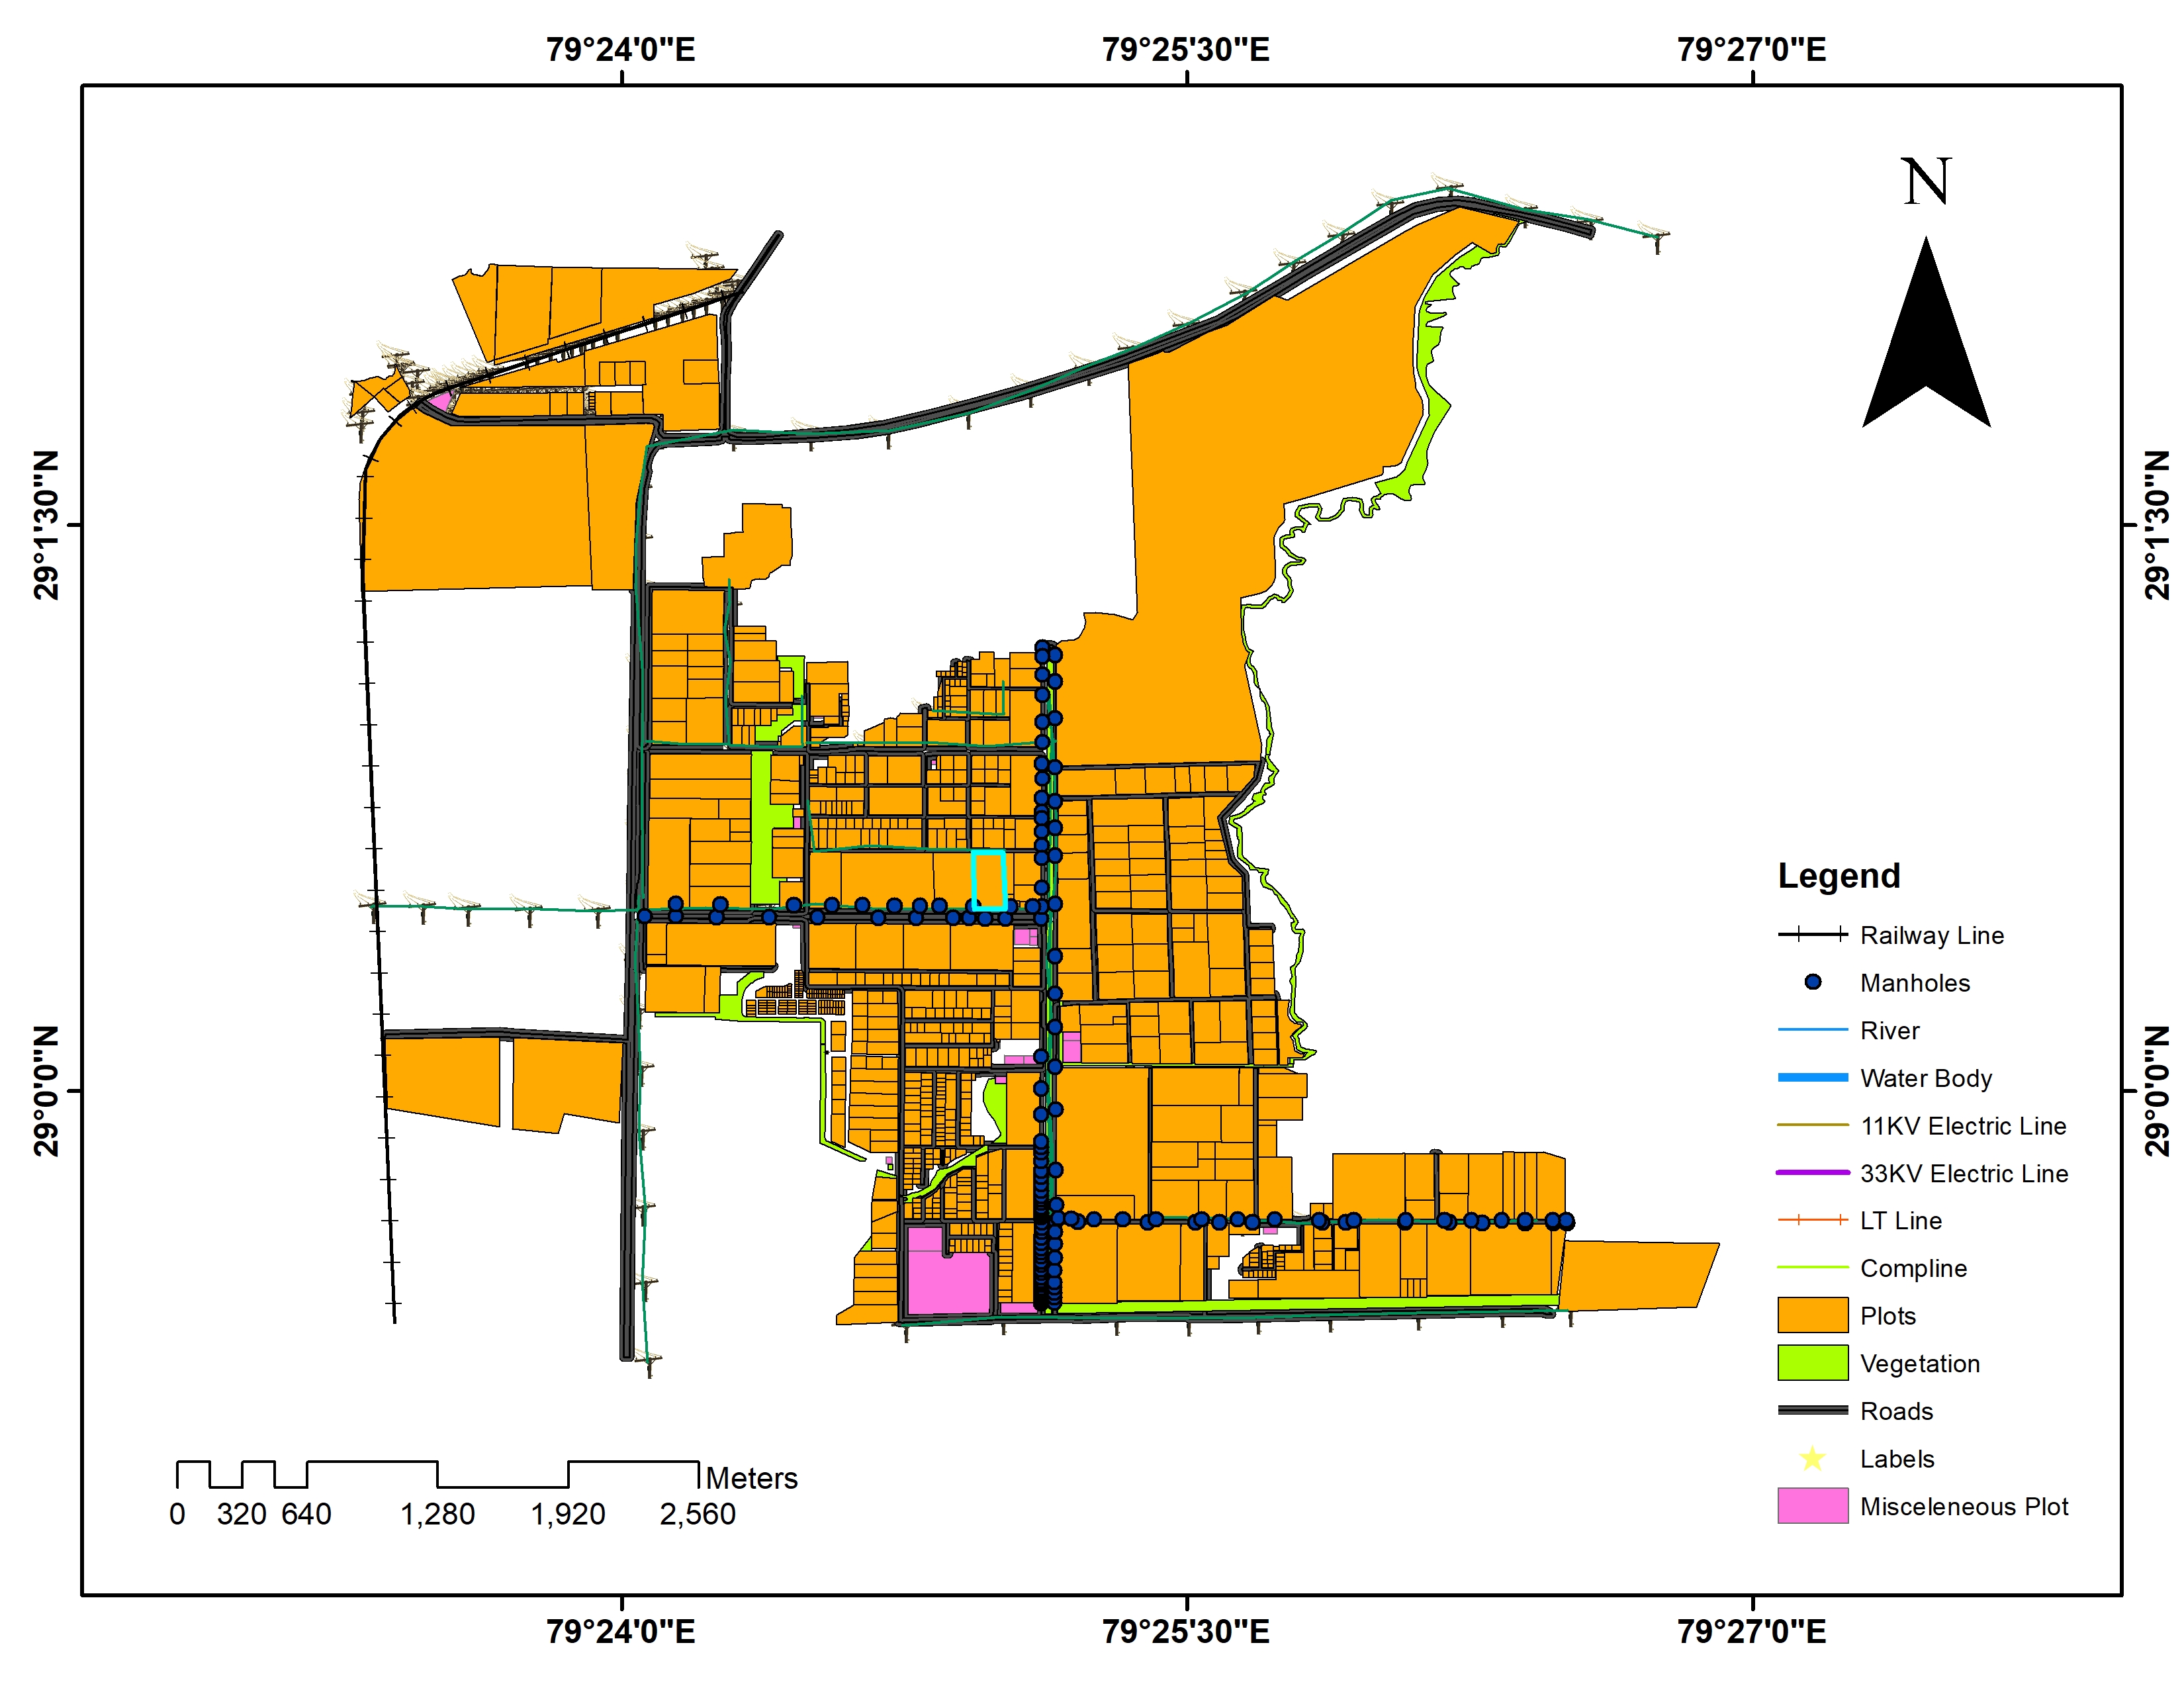 79°24'0"E 79°25'30"E 79°27'0"E
N
29°1'30"N 29°1'30"N
29°0'0"N 29°0'0"N
Legend
Railway Line
Manholes
River
Water Body
11KV Electric Line
33KV Electric Line
LT Line
Compline
Plots
Vegetation
Roads
Labels
Misceleneous Plot
Meters
0 320 640 1,280 1,920 2,560
79°24'0"E 79°25'30"E 79°27'0"E